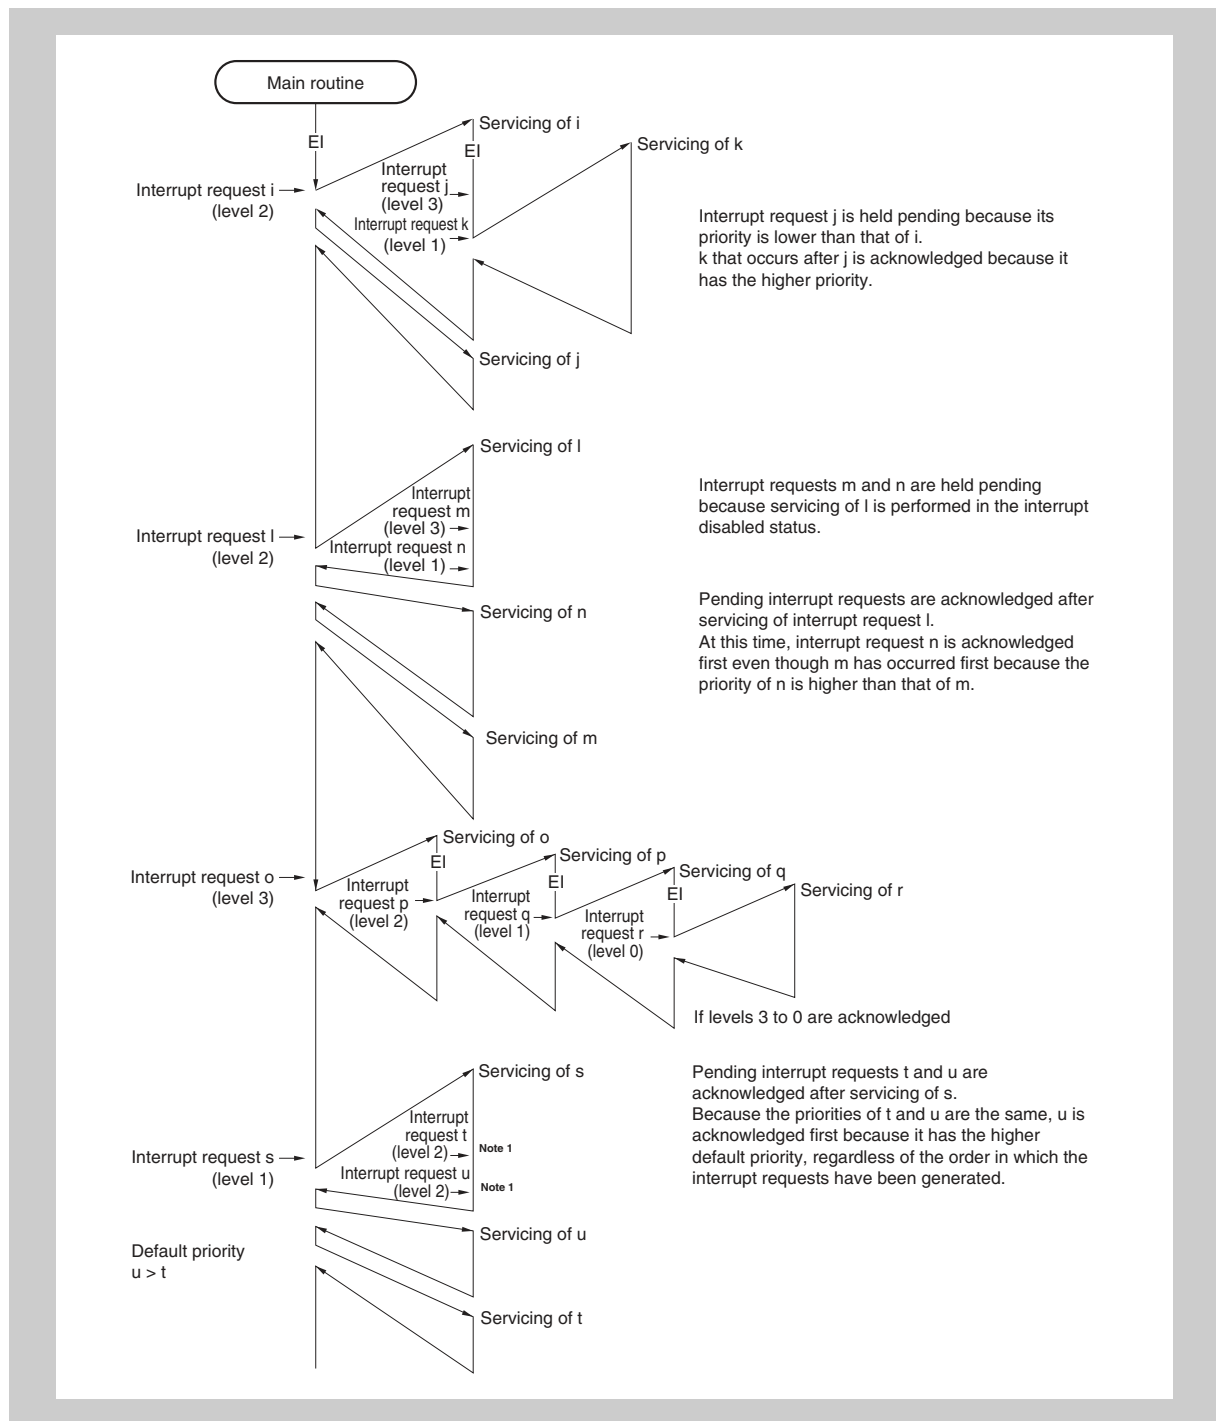 Main routine
EI
Servicing of i
EI
Servicing of k
Interrupt request i
(level 2)
Interrupt
request j
(level 3)
Interrupt request k
(level 1)
Interrupt request j is held pending because its
priority is lower than that of i.
k that occurs after j is acknowledged because it
has the higher priority.
Servicing of j
Servicing of l
Interrupt request l
(level 2)
Interrupt
request m
(level 3)
Interrupt request n
(level 1)
Interrupt requests m and n are held pending
because servicing of l is performed in the interrupt
disabled status.
Servicing of n
Pending interrupt requests are acknowledged after
servicing of interrupt request l.
At this time, interrupt request n is acknowledged
first even though m has occurred first because the
priority of n is higher than that of m.
Servicing of m
Servicing of o
EI
Servicing of p
EI
Servicing of q
EI
Servicing of r
Interrupt request o
(level 3)
Interrupt
request p
(level 2)
Interrupt
request q
(level 1)
Interrupt
request r
(level 0)
If levels 3 to 0 are acknowledged
Servicing of s
Interrupt request s
(level 1)
Interrupt
request t
(level 2)
Note 1
Interrupt request u
(level 2)
Note 1
Pending interrupt requests t and u are
acknowledged after servicing of s.
Because the priorities of t and u are the same, u is
acknowledged first because it has the higher
default priority, regardless of the order in which the
interrupt requests have been generated.
Servicing of u
Default priority
u > t
Servicing of t